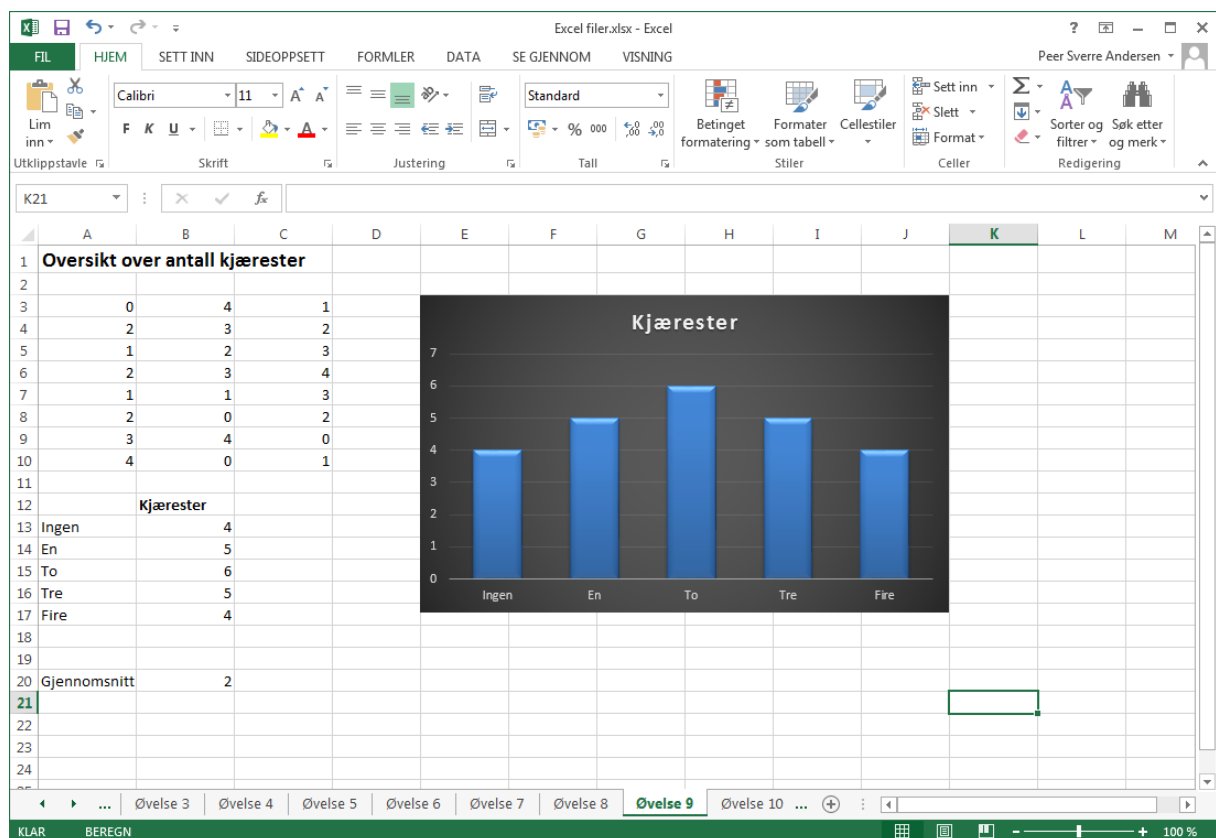 Excel filer.xlsx - Excel
FIL HJEM SETT INN SIDEOPPSETT FORMLER DATA SE GJENNOM VISNING Peer Sverre Andersen
Lim inn
Calibri 11
F K U
Standard
% 000
Betinget formatering
Formater som tabell
Cellestiler
Sett inn
Slett
Format
Sorter og filtrer
Søk etter og merk
Utklippstavle Skrift Justering Tall Stiler Celler Redigering
K21 fx
A B C D E F G H I J K L M
1 Oversikt over antall kjærester
2
3 0 4 1
4 2 3 2
5 1 2 3
6 2 3 4
7 1 1 3
8 2 0 2
9 3 4 0
10 4 0 1
11
12 Kjærester
13 Ingen 4
14 En 5
15 To 6
16 Tre 5
17 Fire 4
18
19
20 Gjennomsnitt 2
21
22
23
24
Kjærester
7
6
5
4
3
2
1
0
Ingen En To Tre Fire
... Øvelse 3 Øvelse 4 Øvelse 5 Øvelse 6 Øvelse 7 Øvelse 8 Øvelse 9 Øvelse 10 ...
KLAR BEREGN 100 %